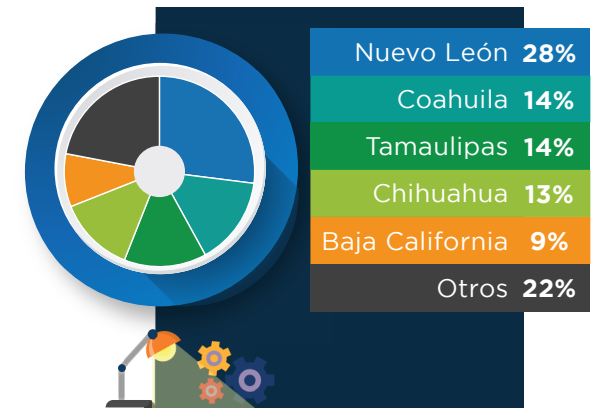 Nuevo León 28%
Coahuila 14%
Tamaulipas 14%
Chihuahua 13%
Baja California 9%
Otros 22%